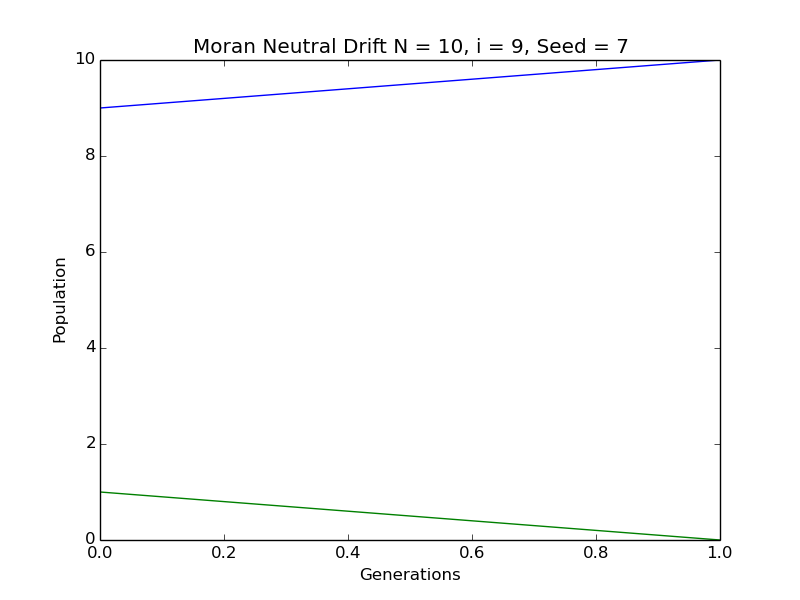 Moran Neutral Drift N = 10, i = 9, Seed = 7
10
8
6
4
2
0
Population
0.0 0.2 0.4 0.6 0.8 1.0
Generations